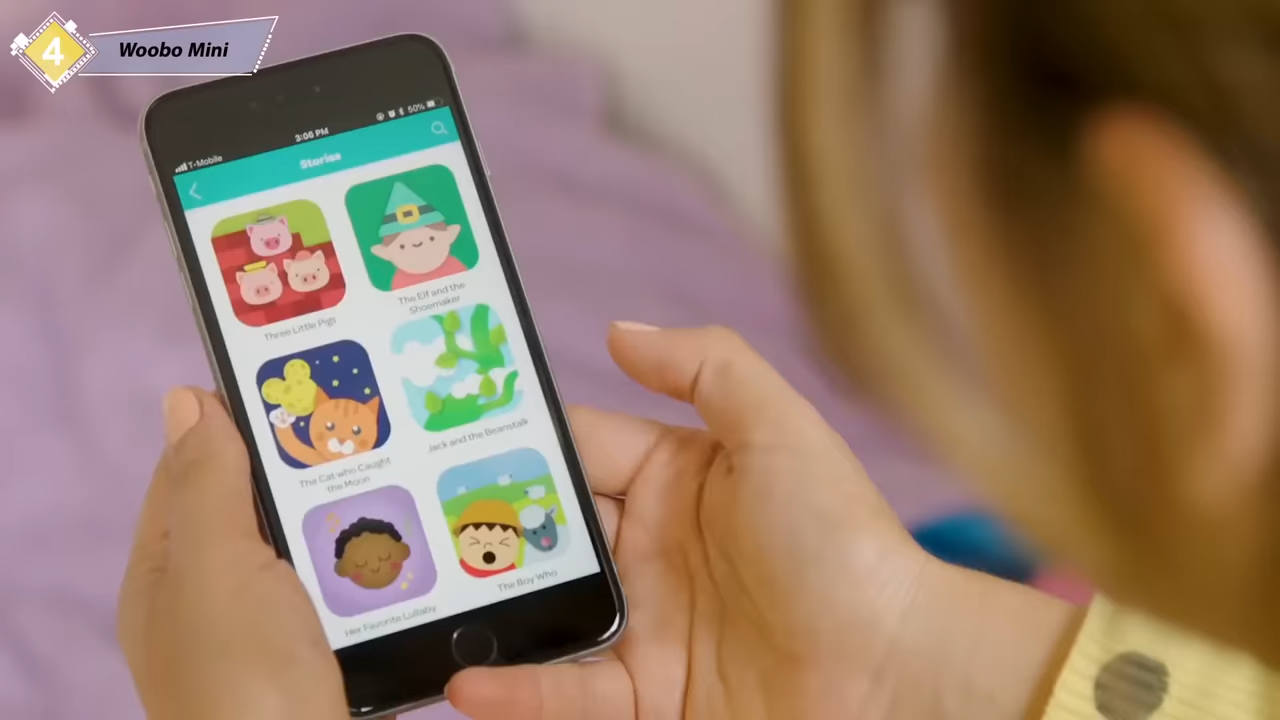 4
Woobo Mini
T-Mobile
3:06 PM
50%
Stories
Three Little Pigs
The Elf and the
Shoemaker
The Cat who Caught
the Moon
Jack and the Beanstalk
Her Favorite Lullaby
The Boy Who